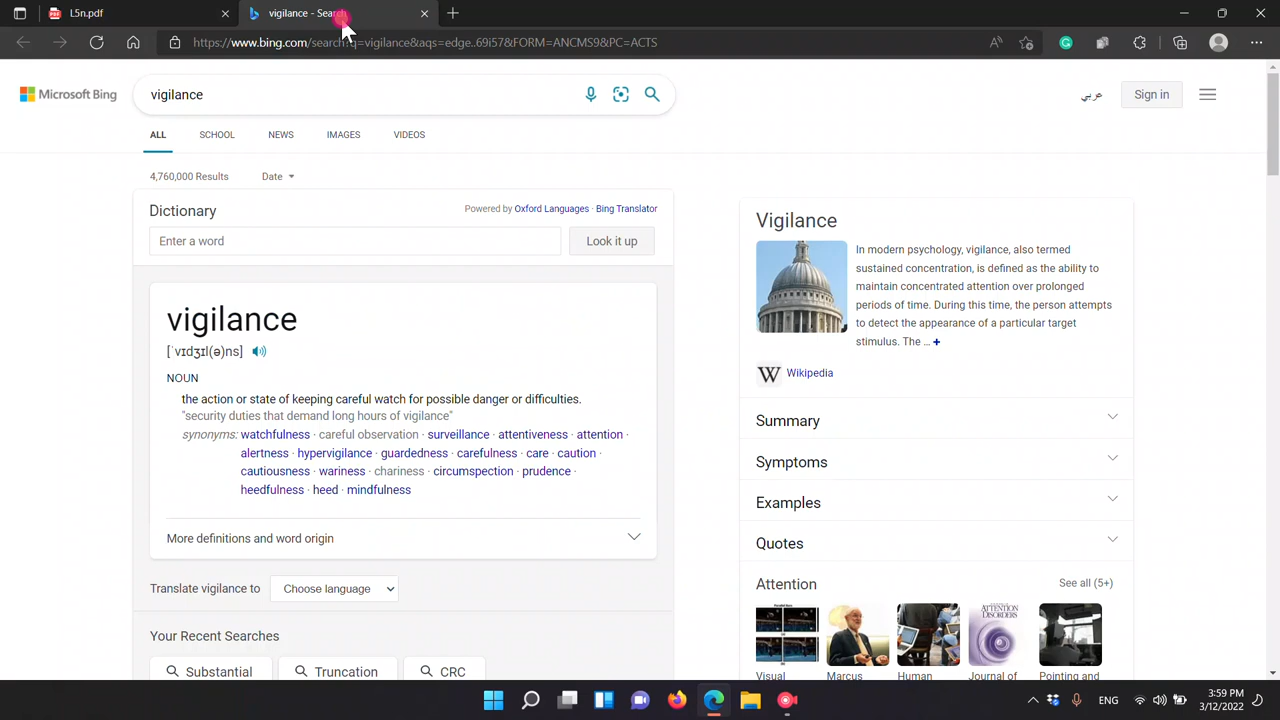 L5n.pdf
vigilance - Search
https://www.bing.com/search?q=vigilance&aqs=edge..69i57&FORM=ANCMS9&PC=ACTS
Microsoft Bing
vigilance
عربي
Sign in
ALL
SCHOOL
NEWS
IMAGES
VIDEOS
4,760,000 Results
Date
Dictionary
Powered by Oxford Languages · Bing Translator
Enter a word
Look it up
vigilance
[ˈvɪdʒɪl(ə)ns]
NOUN
the action or state of keeping careful watch for possible danger or difficulties.
"security duties that demand long hours of vigilance"
synonyms: watchfulness · careful observation · surveillance · attentiveness · attention ·
alertness · hypervigilance · guardedness · carefulness · care · caution ·
cautiousness · wariness · chariness · circumspection · prudence ·
heedfulness · heed · mindfulness
More definitions and word origin
Translate vigilance to
Choose language
Your Recent Searches
Substantial
Truncation
CRC
Vigilance
In modern psychology, vigilance, also termed
sustained concentration, is defined as the ability to
maintain concentrated attention over prolonged
periods of time. During this time, the person attempts
to detect the appearance of a particular target
stimulus. The ... +
W Wikipedia
Summary
Symptoms
Examples
Quotes
Attention
See all (5+)
ATTENTION
DISORDERS
Visual
Marcus
Human
Journal of
Pointing and
ENG
3:59 PM
3/12/2022